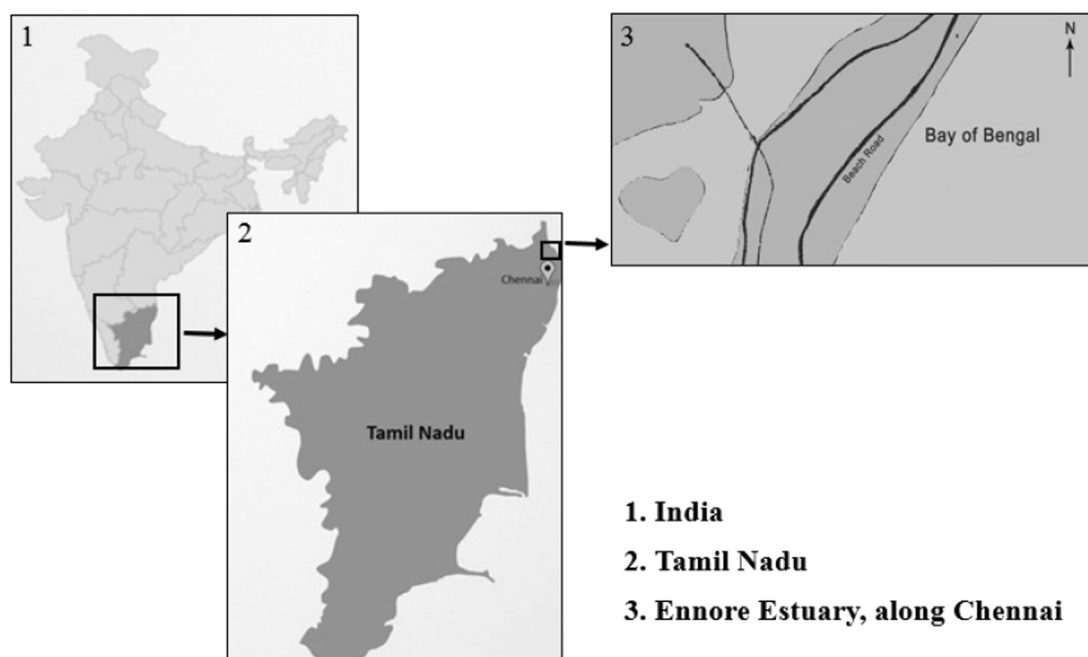 1
2
Chennai
Tamil Nadu
3
N
Beach Road
Bay of Bengal
1. India
2. Tamil Nadu
3. Ennore Estuary, along Chennai